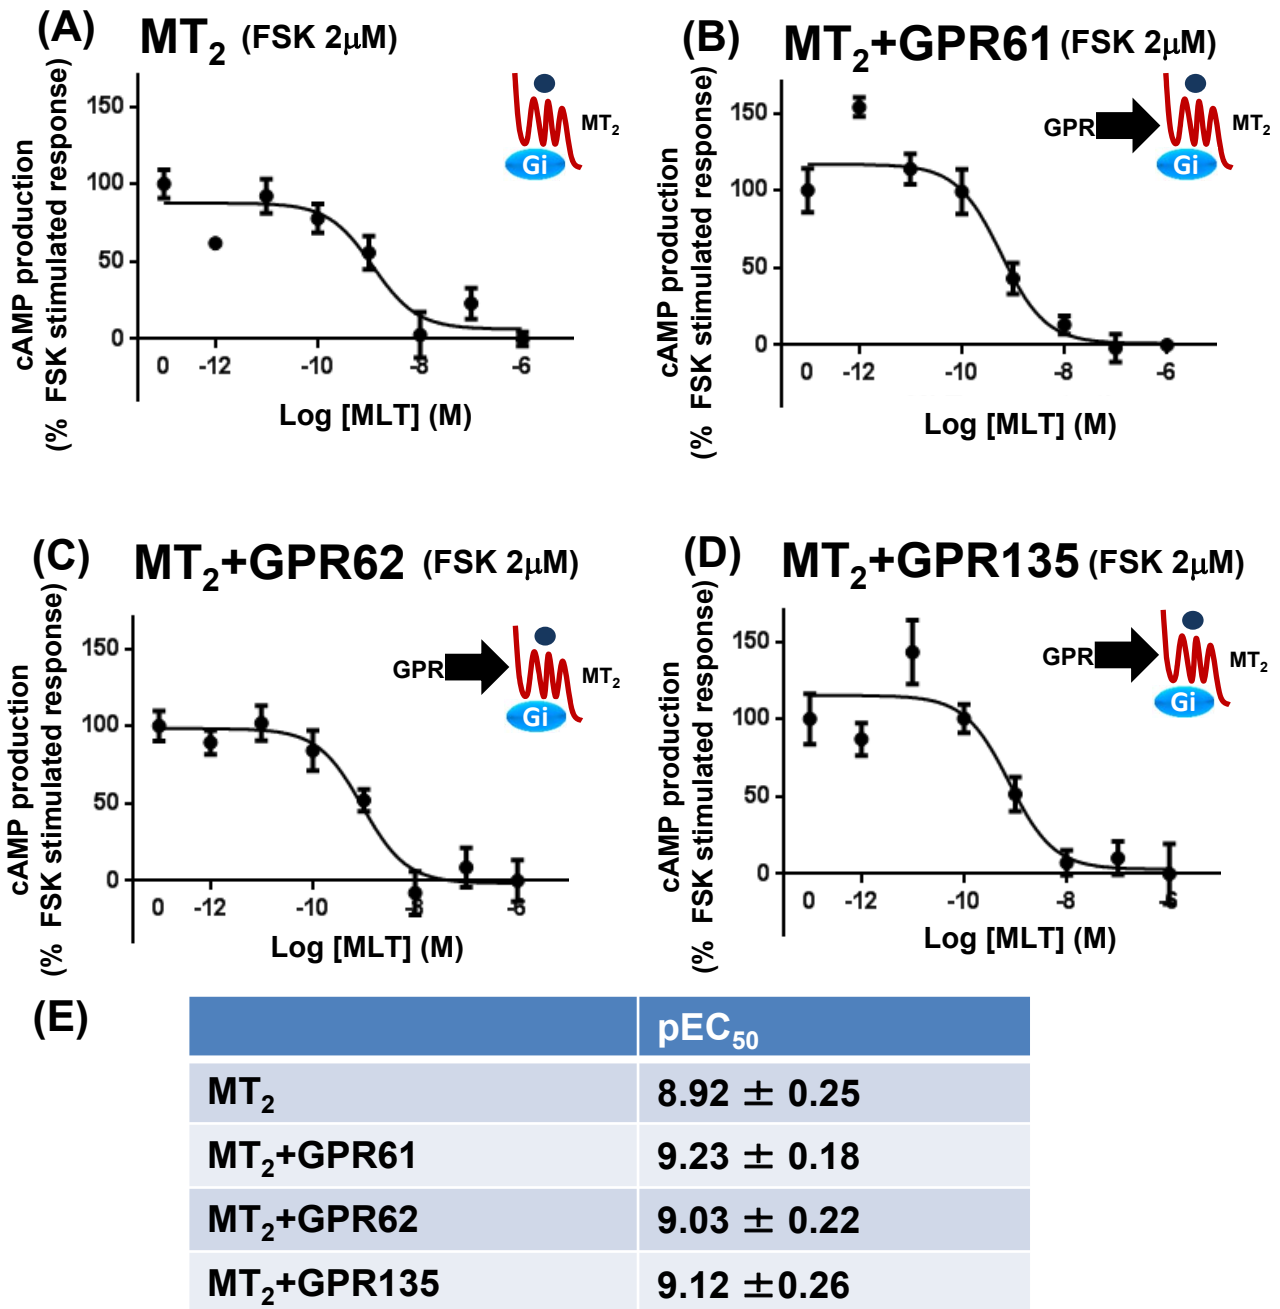 (A) MT2 (FSK 2μM)
cAMP production
(% FSK stimulated response)
150
100
50
0
0 -12 -10 -8 -6
Log [MLT] (M)
MT2
Gi
(B) MT2+GPR61 (FSK 2μM)
cAMP production
(% FSK stimulated response)
150
100
50
0
0 -12 -10 -8 -6
Log [MLT] (M)
GPR MT2
Gi
(C) MT2+GPR62 (FSK 2μM)
cAMP production
(% FSK stimulated response)
150
100
50
0
0 -12 -10 -8 -6
Log [MLT] (M)
GPR MT2
Gi
(D) MT2+GPR135 (FSK 2μM)
cAMP production
(% FSK stimulated response)
150
100
50
0
0 -12 -10 -8 -6
Log [MLT] (M)
GPR MT2
Gi
(E)
pEC50
MT2 8.92 ± 0.25
MT2+GPR61 9.23 ± 0.18
MT2+GPR62 9.03 ± 0.22
MT2+GPR135 9.12 ±0.26